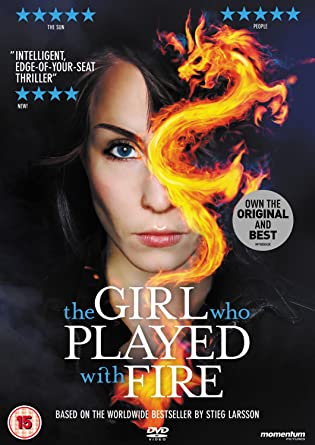 THE SUN
PEOPLE
"INTELLIGENT,
EDGE-OF-YOUR-SEAT
THRILLER"
NEW!
OWN THE
ORIGINAL
AND
BEST
the GIRL who
PLAYED
with FIRE
BASED ON THE WORLDWIDE BESTSELLER BY STIEG LARSSON
15
DVD
VIDEO
momentum
PICTURES